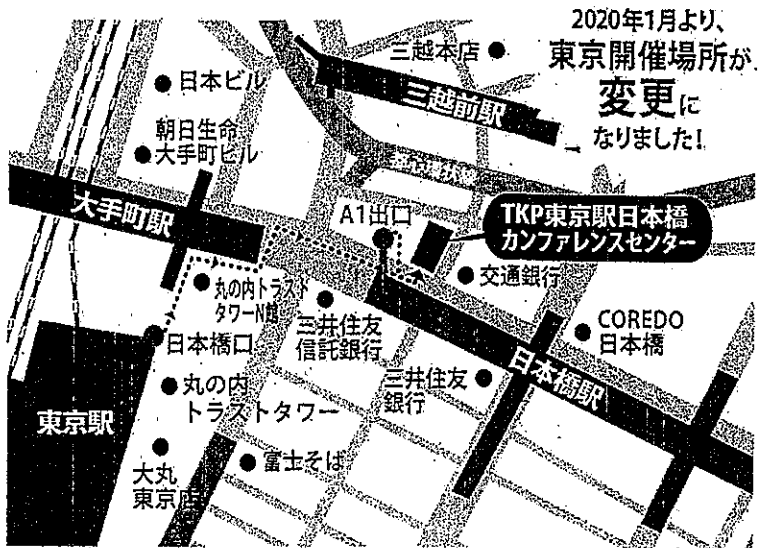 2020年1月より、
東京開催場所が
変更に
なりました!
三越本店
日本ビル
三越前駅
朝日生命
大手町ビル
大手町駅
A1出口
TKP東京駅日本橋
カンファレンスセンター
交通銀行
丸の内トラスト
タワーN館
三井住友
信託銀行
COREDO
日本橋
日本橋口
日本橋駅
三井住友
銀行
丸の内
トラストタワー
東京駅
大丸
東京店
富士そば